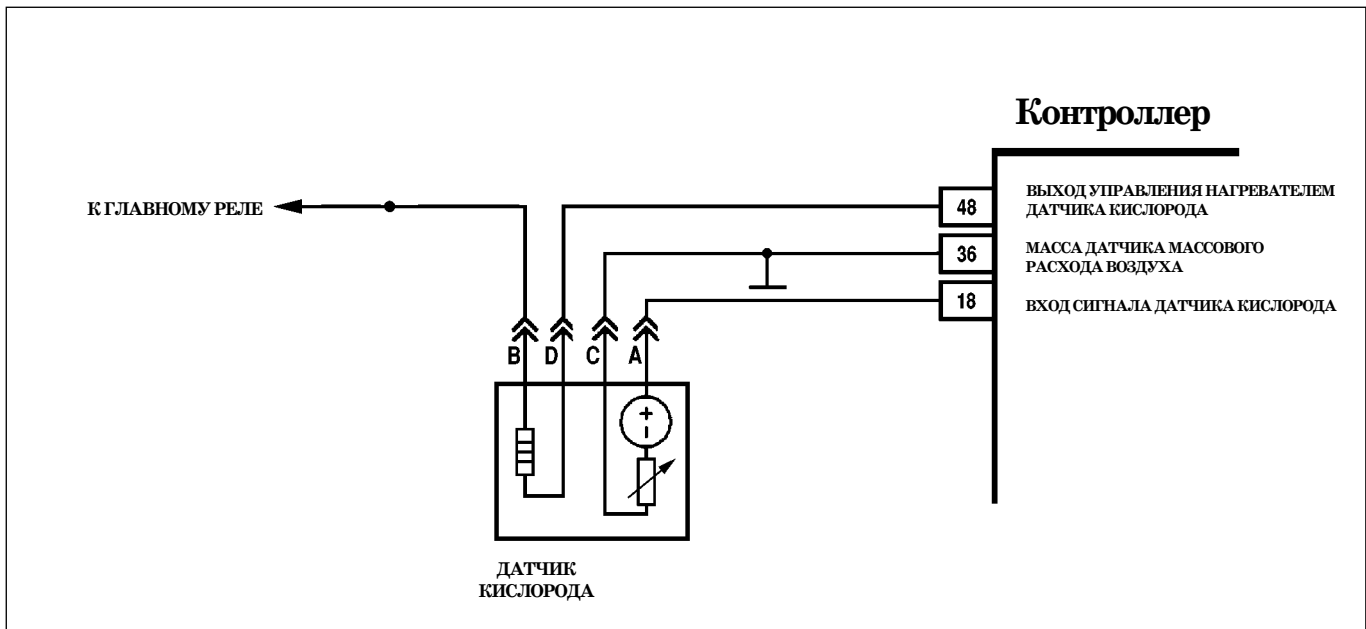 Контроллер
К ГЛАВНОМУ РЕЛЕ
48
ВЫХОД УПРАВЛЕНИЯ НАГРЕВАТЕЛЕМ
ДАТЧИКА КИСЛОРОДА
36
МАССА ДАТЧИКА МАССОВОГО
РАСХОДА ВОЗДУХА
18
ВХОД СИГНАЛА ДАТЧИКА КИСЛОРОДА
B D C A
+
–
ДАТЧИК
КИСЛОРОДА